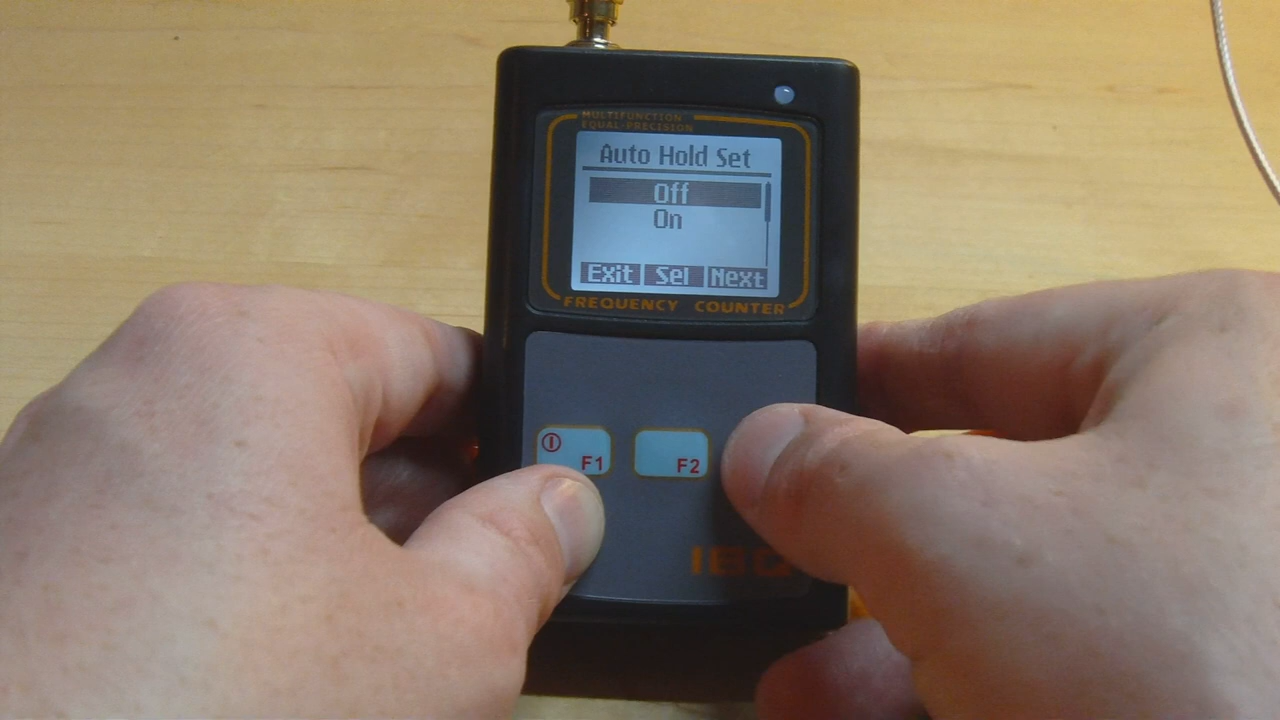 MULTIFUNCTION
EQUAL-PRECISION
Auto Hold Set
Off
On
Exit Sel Next
FREQUENCY COUNTER
F1 F2